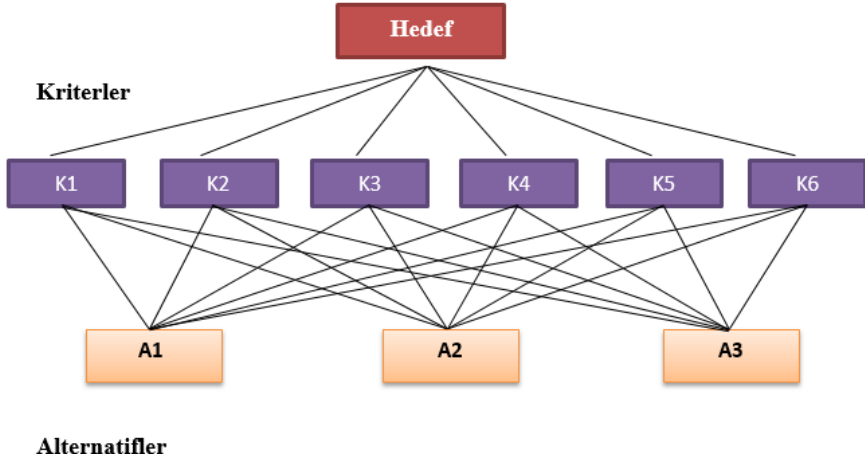 Hedef
Kriterler
K1 K2 K3 K4 K5 K6
A1 A2 A3
Alternatifler